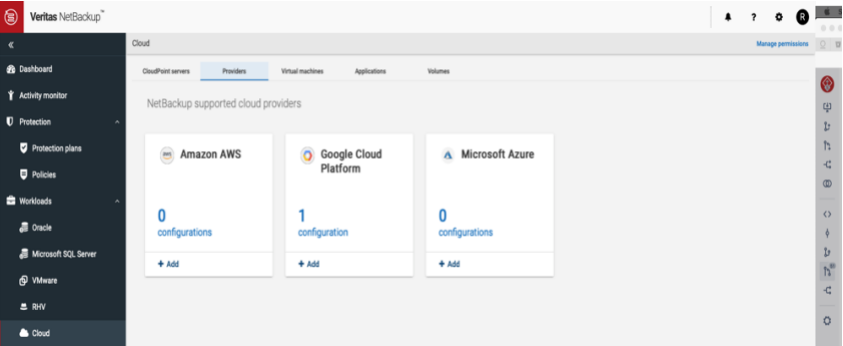 Veritas NetBackup™
?
R
«
Cloud
Manage permissions
Dashboard
Activity monitor
Protection
Protection plans
Policies
Workloads
Oracle
Microsoft SQL Server
VMware
RHV
Cloud
CloudPoint servers
Providers
Virtual machines
Applications
Volumes
NetBackup supported cloud providers
aws
Amazon AWS
0
configurations
+ Add
Google Cloud
Platform
1
configuration
+ Add
Microsoft Azure
0
configurations
+ Add